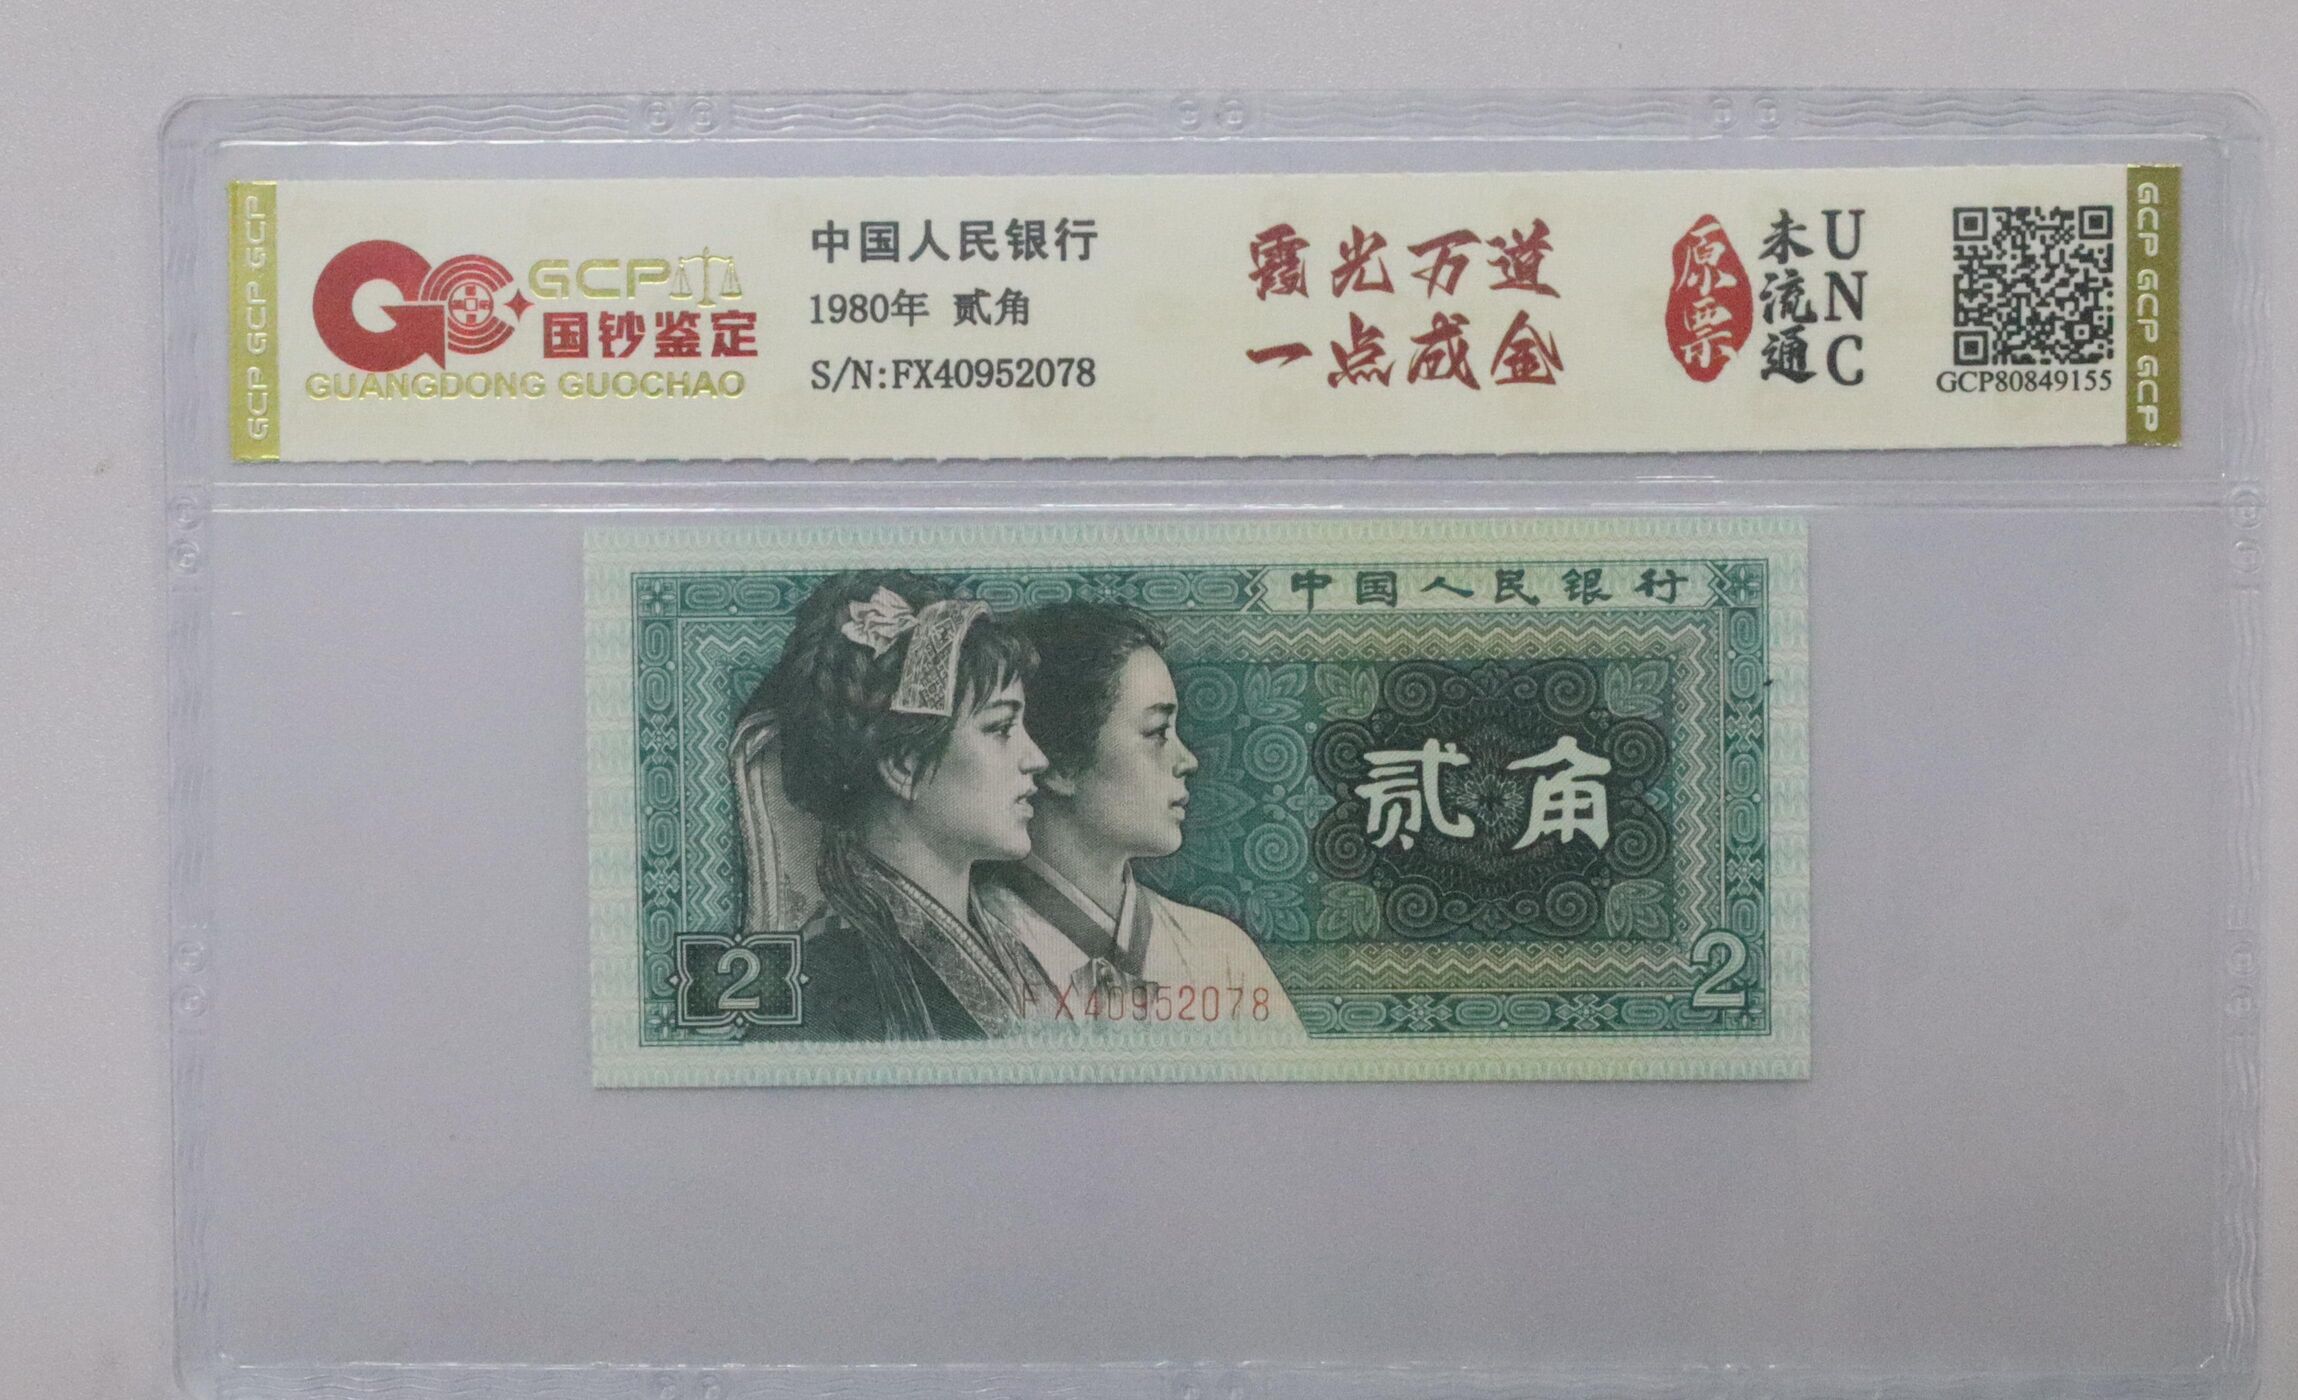 GCP GCP GCP
GCP
国钞鉴定
GUANGDONG GUOCHAO
中国人民银行
1980年 贰角
S/N:FX40952078
霞光万道
一点成金
原票
未流通
UNC
GCP80849155
GCP GCP GCP
中国人民银行
贰角
2
2
FX40952078